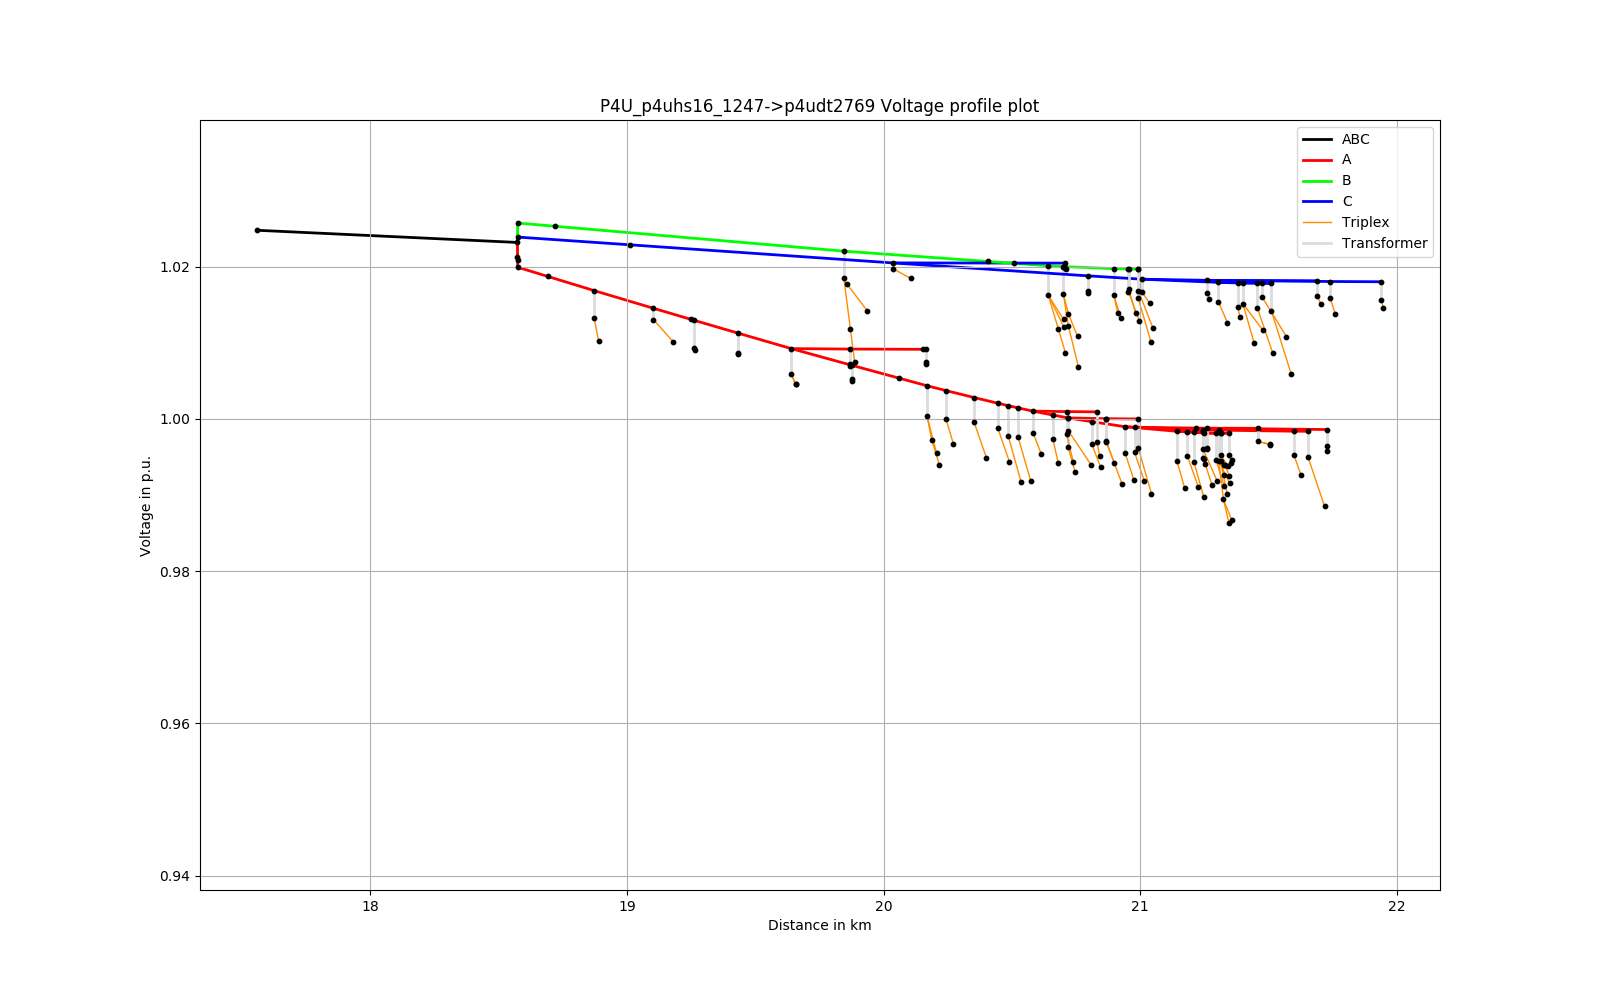 P4U_p4uhs16_1247->p4udt2769 Voltage profile plot
ABC
A
B
C
Triplex
Transformer
Voltage in p.u.
1.02
1.00
0.98
0.96
0.94
18 19 20 21 22
Distance in km